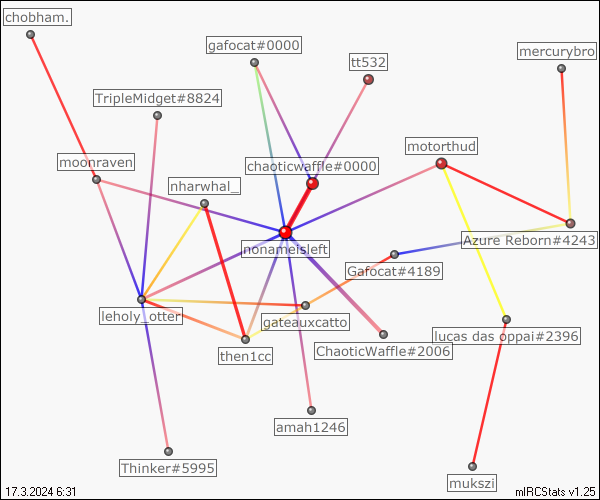 chobham.
gafocat#0000
mercurybro
tt532
TripleMidget#8824
motorthud
moonraven
chaoticwaffle#0000
nharwhal_
nonameisleft
Azure Reborn#4243
Gafocat#4189
leholy_otter
gateauxcatto
lucas das oppai#2396
then1cc
ChaoticWaffle#2006
amah1246
Thinker#5995
mukszi
17.3.2024 6:31
mIRCStats v1.25